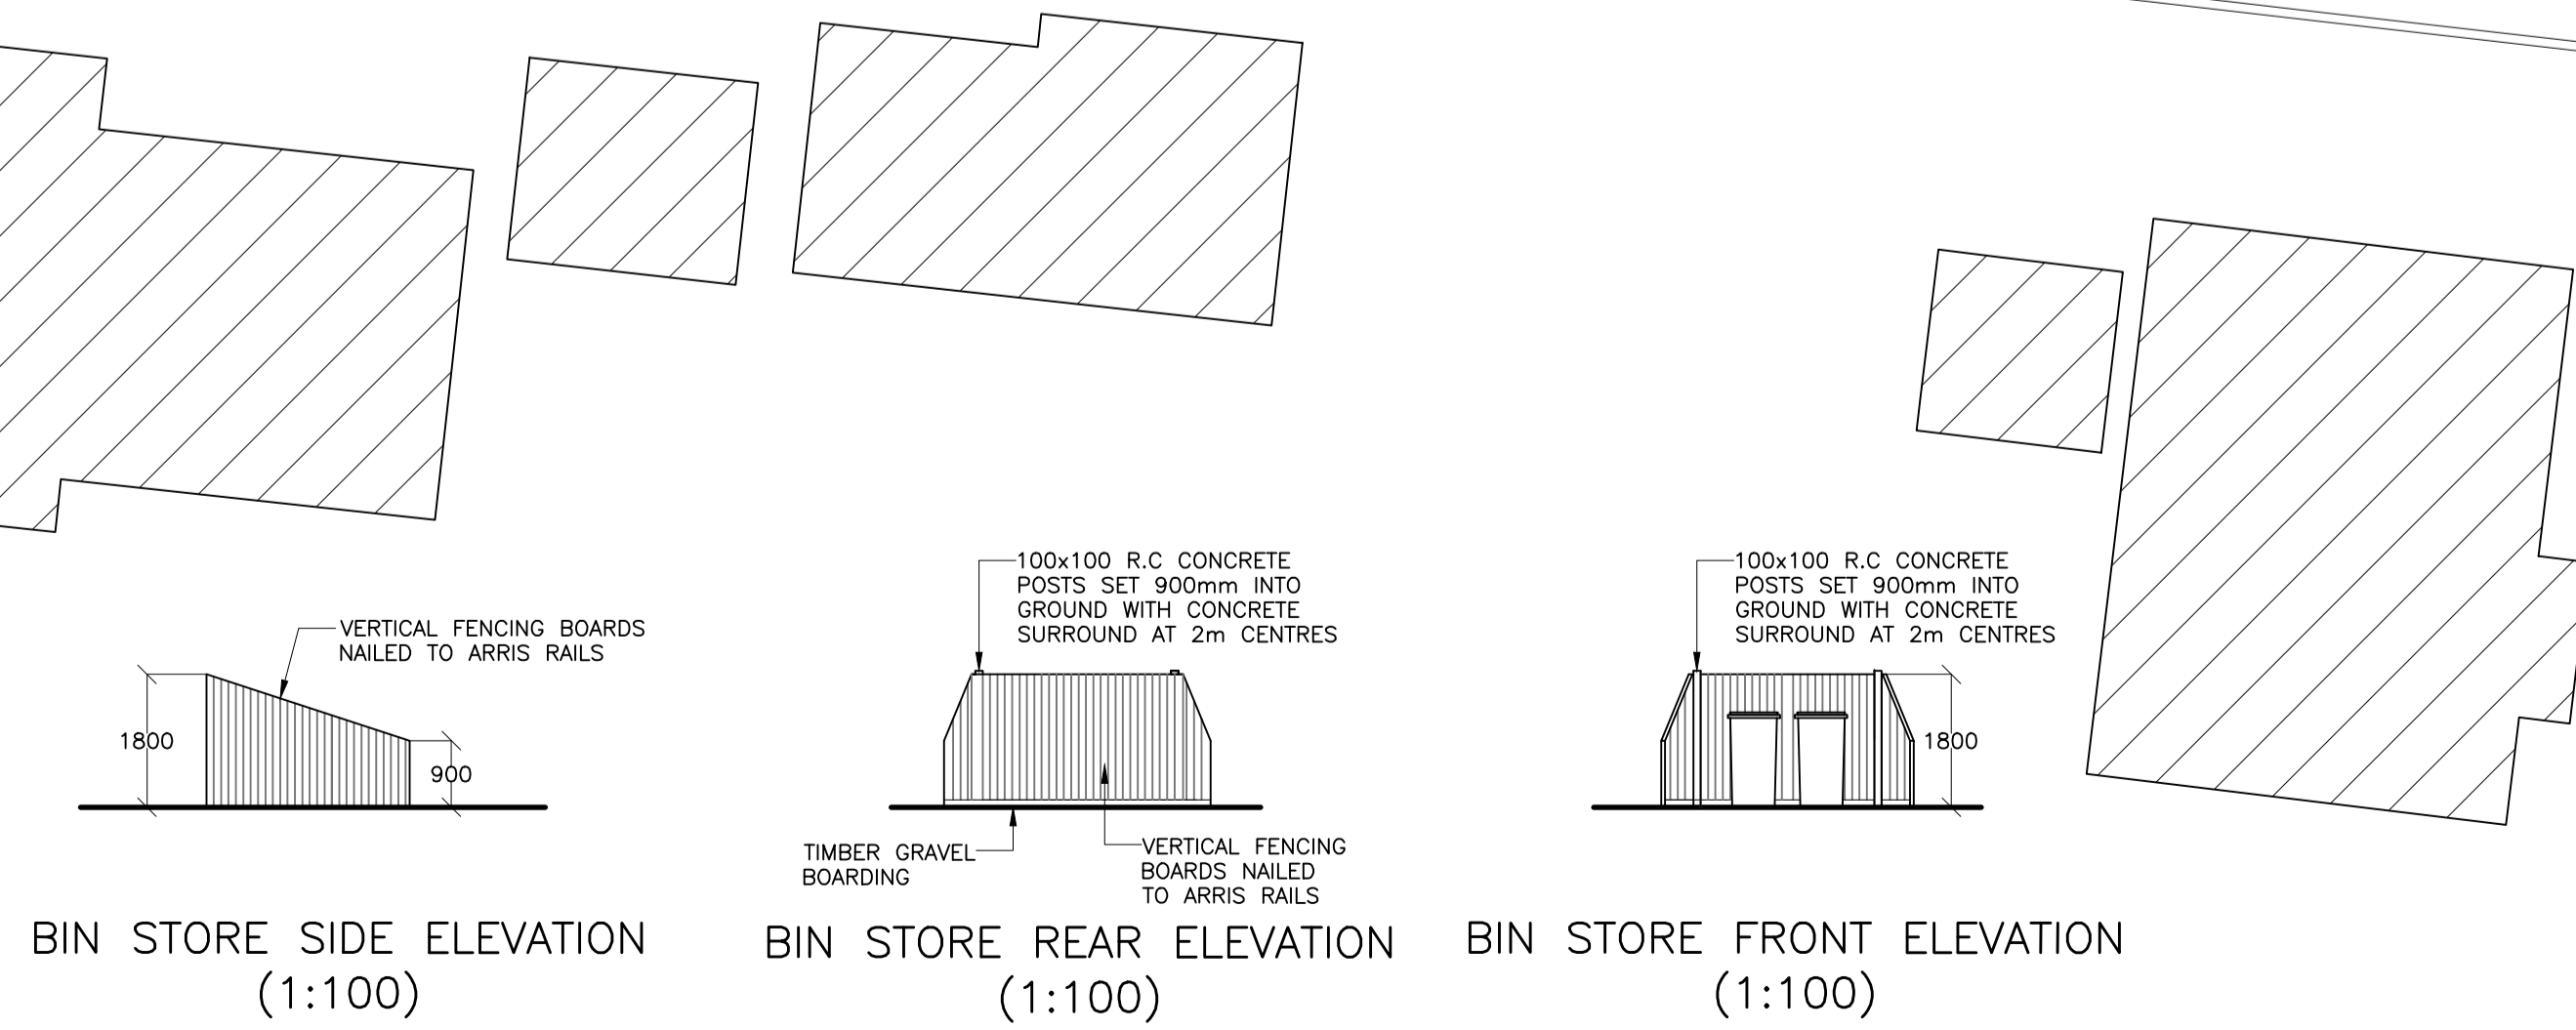 VERTICAL FENCING BOARDS
NAILED TO ARRIS RAILS
1800
900
BIN STORE SIDE ELEVATION
(1:100)
100x100 R.C CONCRETE
POSTS SET 900mm INTO
GROUND WITH CONCRETE
SURROUND AT 2m CENTRES
TIMBER GRAVEL
BOARDING
VERTICAL FENCING
BOARDS NAILED
TO ARRIS RAILS
BIN STORE REAR ELEVATION
(1:100)
100x100 R.C CONCRETE
POSTS SET 900mm INTO
GROUND WITH CONCRETE
SURROUND AT 2m CENTRES
1800
BIN STORE FRONT ELEVATION
(1:100)